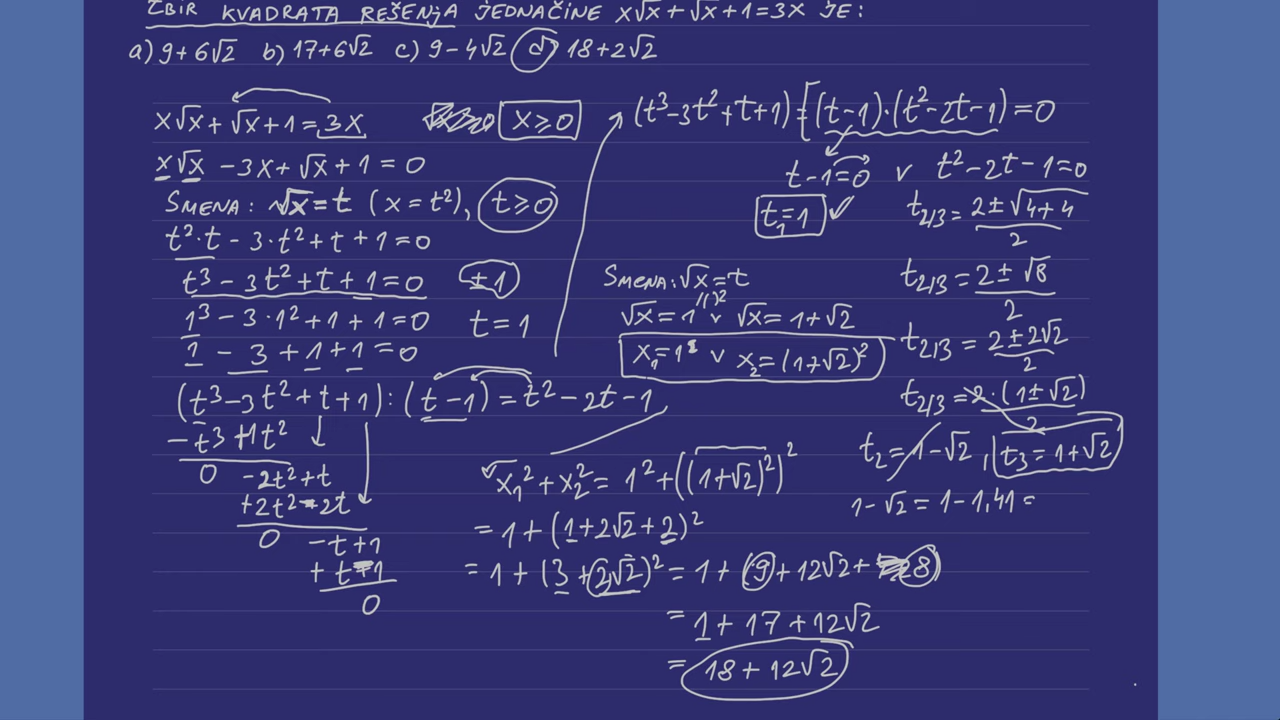 ZBIR KVADRATA REŠENJA JEDNAČINE x√x + √x + 1 = 3x JE:
a) 9+6√2 b) 17+6√2 c) 9-4√2 d) 18+2√2
x√x + √x + 1 = 3x
x ≥ 0
x√x - 3x + √x + 1 = 0
SMENA: √x = t (x = t²), t ≥ 0
t²·t - 3·t² + t + 1 = 0
t³ - 3t² + t + 1 = 0 ±1
1³ - 3·1² + 1 + 1 = 0 t = 1
1 - 3 + 1 + 1 = 0
(t³ - 3t² + t + 1) : (t - 1) = t² - 2t - 1
-t³ + 1t²
0 -2t² + t
+2t² - 2t
0 -t + 1
+ t - 1
0
(t³ - 3t² + t + 1) = (t - 1)·(t² - 2t - 1) = 0
t - 1 = 0 v t² - 2t - 1 = 0
t₁ = 1 ✓
t2/3 = 2 ± √4+4 / 2
t2/3 = 2 ± √8 / 2
t2/3 = 2 ± 2√2 / 2
t2/3 = 2·(1 ± √2) / 2
t₂ = 1 - √2, t₃ = 1 + √2
1 - √2 = 1 - 1,41 =
SMENA: √x = t
√x = 1 /()² v √x = 1 + √2
x₁ = 1² v x₂ = (1 + √2)²
x₁² + x₂² = 1² + ((1 + √2)²)²
= 1 + (1 + 2√2 + 2)²
= 1 + (3 + 2√2)² = 1 + 9 + 12√2 + 8
= 1 + 17 + 12√2
= 18 + 12√2